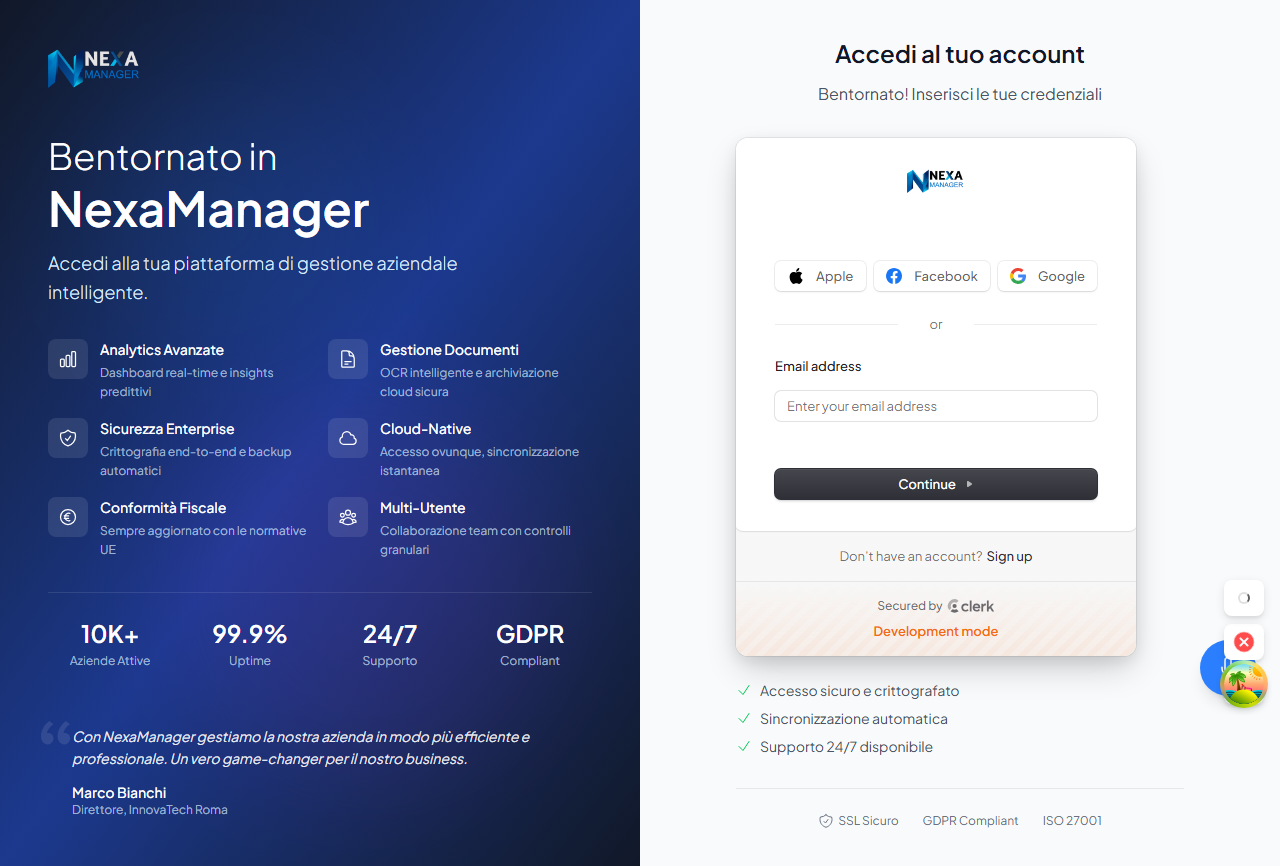 NEXA
MANAGER
Bentornato in
NexaManager
Accedi alla tua piattaforma di gestione aziendale
intelligente.
Analytics Avanzate
Dashboard real-time e insights
predittivi
Gestione Documenti
OCR intelligente e archiviazione
cloud sicura
Sicurezza Enterprise
Crittografia end-to-end e backup
automatici
Cloud-Native
Accesso ovunque, sincronizzazione
istantanea
Conformità Fiscale
Sempre aggiornato con le normative
UE
Multi-Utente
Collaborazione team con controlli
granulari
10K+
Aziende Attive
99.9%
Uptime
24/7
Supporto
GDPR
Compliant
“
Con NexaManager gestiamo la nostra azienda in modo più efficiente e
professionale. Un vero game-changer per il nostro business.
Marco Bianchi
Direttore, InnovaTech Roma
Accedi al tuo account
Bentornato! Inserisci le tue credenziali
NEXA
MANAGER
Apple
Facebook
Google
or
Email address
Enter your email address
Continue
Don't have an account? Sign up
Secured by clerk
Development mode
Accesso sicuro e crittografato
Sincronizzazione automatica
Supporto 24/7 disponibile
SSL Sicuro
GDPR Compliant
ISO 27001